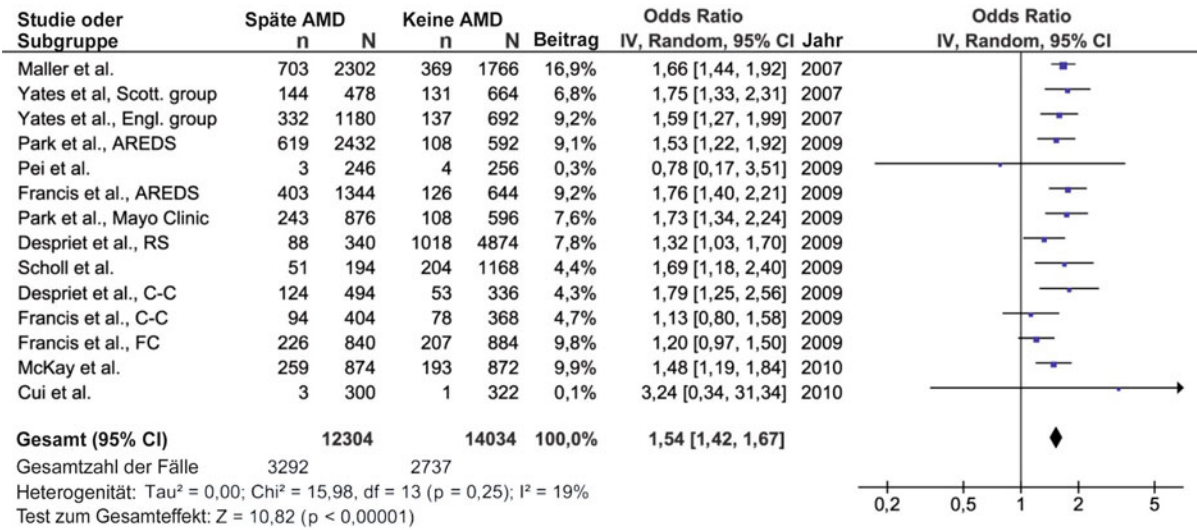 Studie oder Späte AMD Keine AMD Odds Ratio Odds Ratio
Subgruppe n N n N Beitrag IV, Random, 95% CI Jahr IV, Random, 95% CI
Maller et al. 703 2302 369 1766 16,9% 1,66 [1,44, 1,92] 2007
Yates et al, Scott. group 144 478 131 664 6,8% 1,75 [1,33, 2,31] 2007
Yates et al., Engl. group 332 1180 137 692 9,2% 1,59 [1,27, 1,99] 2007
Park et al., AREDS 619 2432 108 592 9,1% 1,53 [1,22, 1,92] 2009
Pei et al. 3 246 4 256 0,3% 0,78 [0,17, 3,51] 2009
Francis et al., AREDS 403 1344 126 644 9,2% 1,76 [1,40, 2,21] 2009
Park et al., Mayo Clinic 243 876 108 596 7,6% 1,73 [1,34, 2,24] 2009
Despriet et al., RS 88 340 1018 4874 7,8% 1,32 [1,03, 1,70] 2009
Scholl et al. 51 194 204 1168 4,4% 1,69 [1,18, 2,40] 2009
Despriet et al., C-C 124 494 53 336 4,3% 1,79 [1,25, 2,56] 2009
Francis et al., C-C 94 404 78 368 4,7% 1,13 [0,80, 1,58] 2009
Francis et al., FC 226 840 207 884 9,8% 1,20 [0,97, 1,50] 2009
McKay et al. 259 874 193 872 9,9% 1,48 [1,19, 1,84] 2010
Cui et al. 3 300 1 322 0,1% 3,24 [0,34, 31,34] 2010
Gesamt (95% CI) 12304 14034 100,0% 1,54 [1,42, 1,67]
Gesamtzahl der Fälle 3292 2737
Heterogenität: Tau² = 0,00; Chi² = 15,98, df = 13 (p = 0,25); I² = 19%
Test zum Gesamteffekt: Z = 10,82 (p < 0,00001)
0,2 0,5 1 2 5